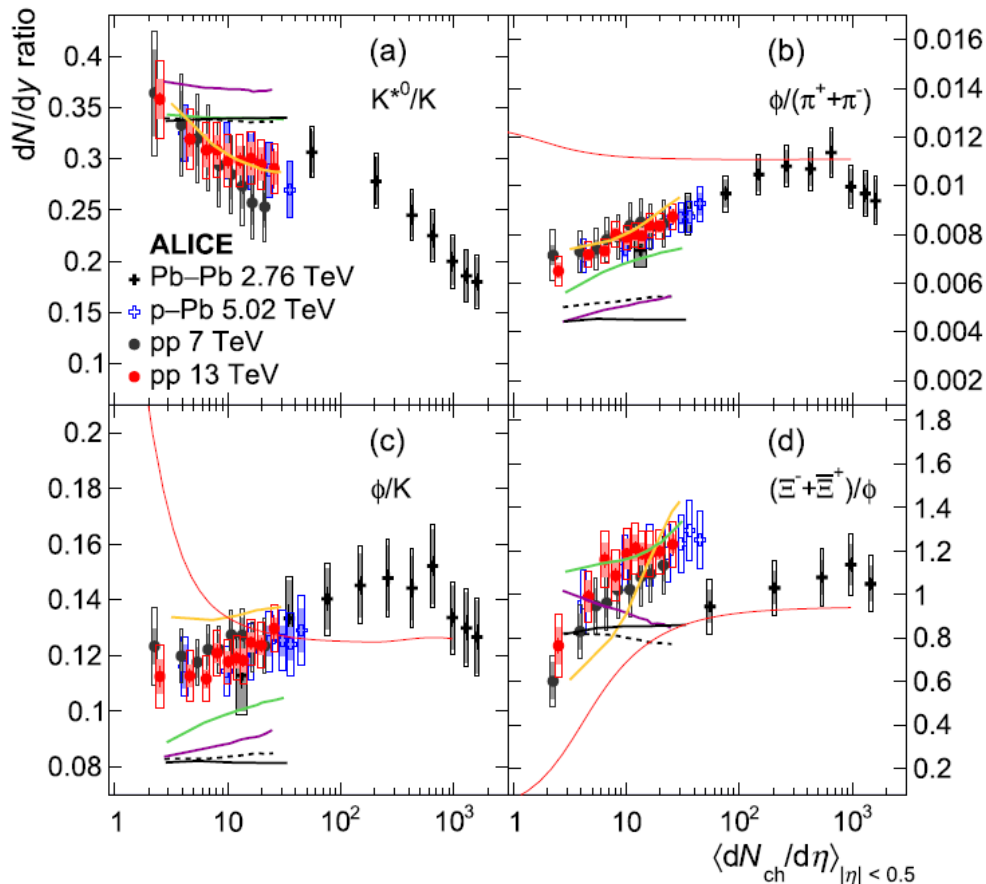 dN/dy ratio
0.4
0.35
0.3
0.25
0.2
0.15
0.1
(a)
K*⁰/K
ALICE
Pb–Pb 2.76 TeV
p–Pb 5.02 TeV
pp 7 TeV
pp 13 TeV
(b)
ϕ/(π⁺+π⁻)
0.016
0.014
0.012
0.010
0.008
0.006
0.004
0.002
0.2
0.18
0.16
0.14
0.12
0.1
0.08
(c)
ϕ/K
(d)
(Ξ⁻+Ξ̅⁺)/ϕ
1.8
1.6
1.4
1.2
1
0.8
0.6
0.4
0.2
1 10 10² 10³ 1 10 10² 10³
⟨dN_ch/dη⟩_|η| < 0.5